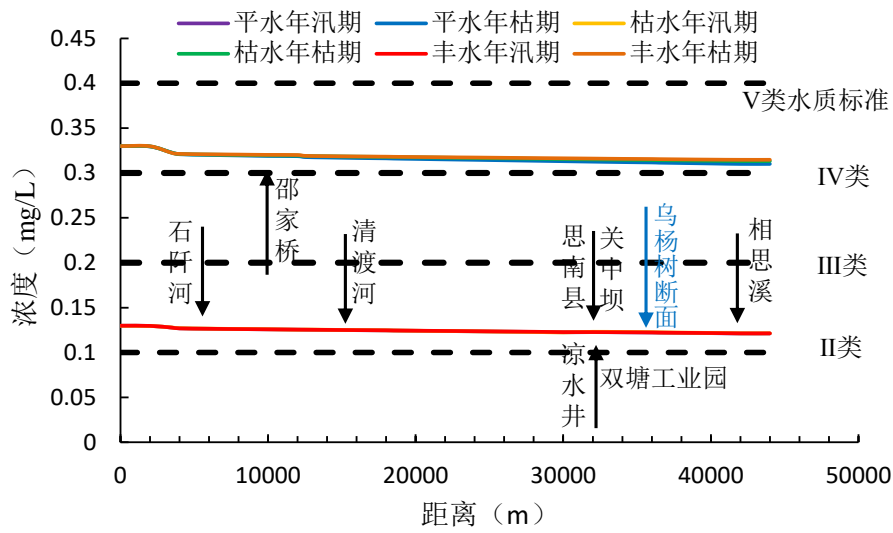 平水年汛期 平水年枯期 枯水年汛期
枯水年枯期 丰水年汛期 丰水年枯期
0.45
0.4
0.35
0.3
0.25
0.2
0.15
0.1
0.05
0
浓度（mg/L）
V类水质标准
IV类
III类
II类
石阡河
邵家桥
清渡河
思南县
关中坝
乌杨树断面
相思溪
凉水井
双塘工业园
0 10000 20000 30000 40000 50000
距离（m）